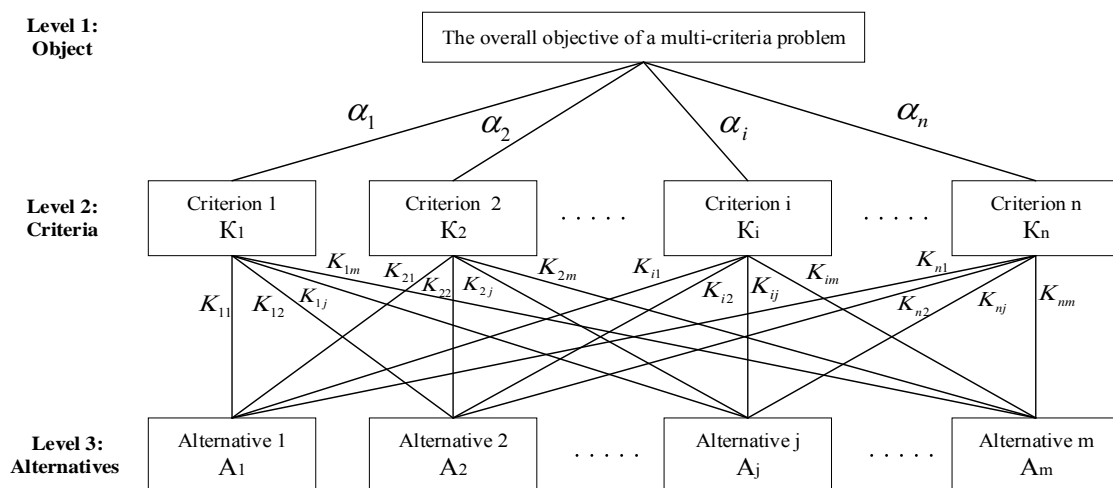 Level 1:
Object
The overall objective of a multi-criteria problem
α1
α2
αi
αn
Level 2:
Criteria
Criterion 1
K1
Criterion 2
K2
. . . . .
Criterion i
Ki
. . . . .
Criterion n
Kn
K11
K12
K1j
K1m
K21
K22
K2j
K2m
Ki1
Ki2
Kij
Kim
Kn1
Kn2
Knj
Knm
Level 3:
Alternatives
Alternative 1
A1
Alternative 2
A2
. . . . .
Alternative j
Aj
. . . . .
Alternative m
Am